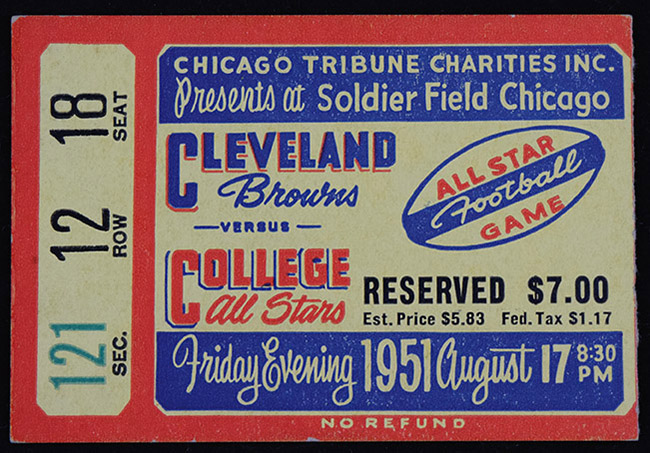 SEAT 18
ROW 12
SEC. 121
CHICAGO TRIBUNE CHARITIES INC.
Presents at Soldier Field Chicago
CLEVELAND
Browns
VERSUS
COLLEGE
All Stars
ALL STAR
Football
GAME
RESERVED $7.00
Est. Price $5.83 Fed. Tax $1.17
Friday Evening 1951 August 17 8:30 PM
NO REFUND